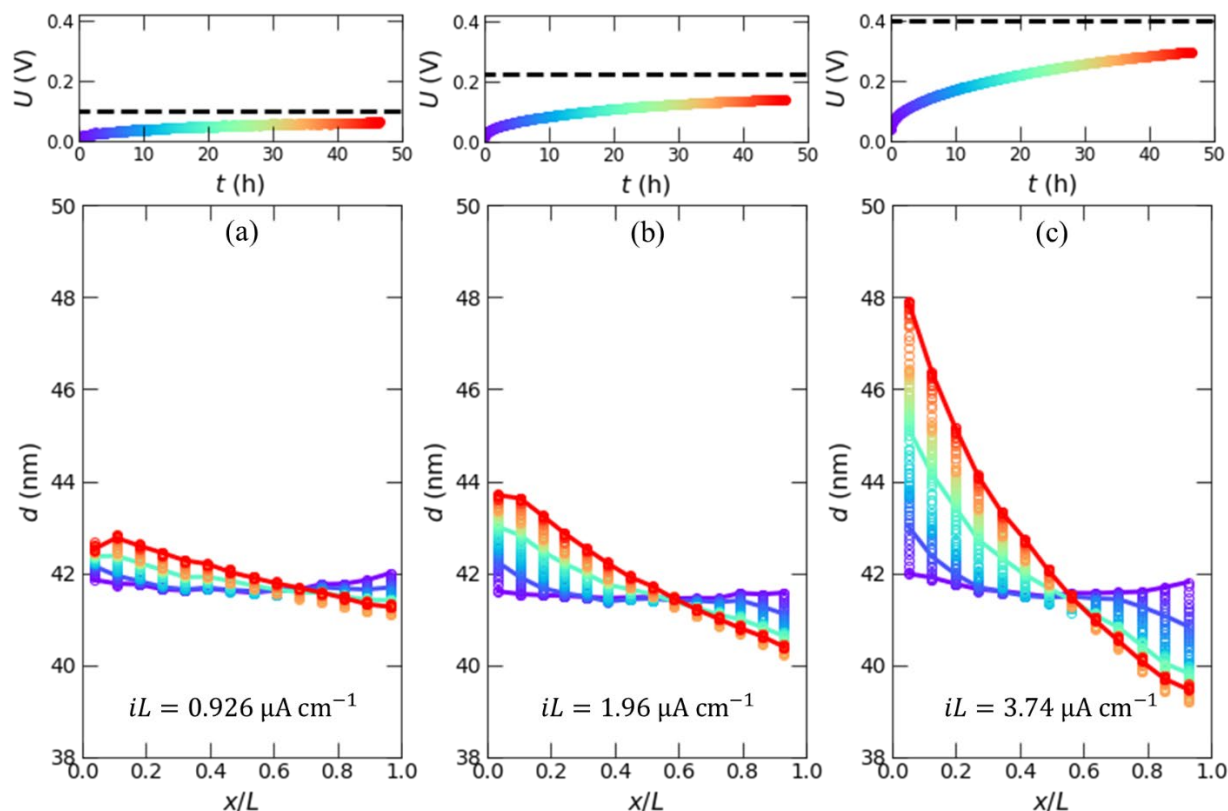 0.4
0.2
0.0
U (V)
0 10 20 30 40 50
t (h)
0.4
0.2
0.0
U (V)
0 10 20 30 40 50
t (h)
0.4
0.2
0.0
U (V)
0 10 20 30 40 50
t (h)
50
48
46
44
42
40
38
d (nm)
(a)
iL = 0.926 μA cm⁻¹
0.0 0.2 0.4 0.6 0.8 1.0
x/L
50
48
46
44
42
40
38
d (nm)
(b)
iL = 1.96 μA cm⁻¹
0.0 0.2 0.4 0.6 0.8 1.0
x/L
50
48
46
44
42
40
38
d (nm)
(c)
iL = 3.74 μA cm⁻¹
0.0 0.2 0.4 0.6 0.8 1.0
x/L